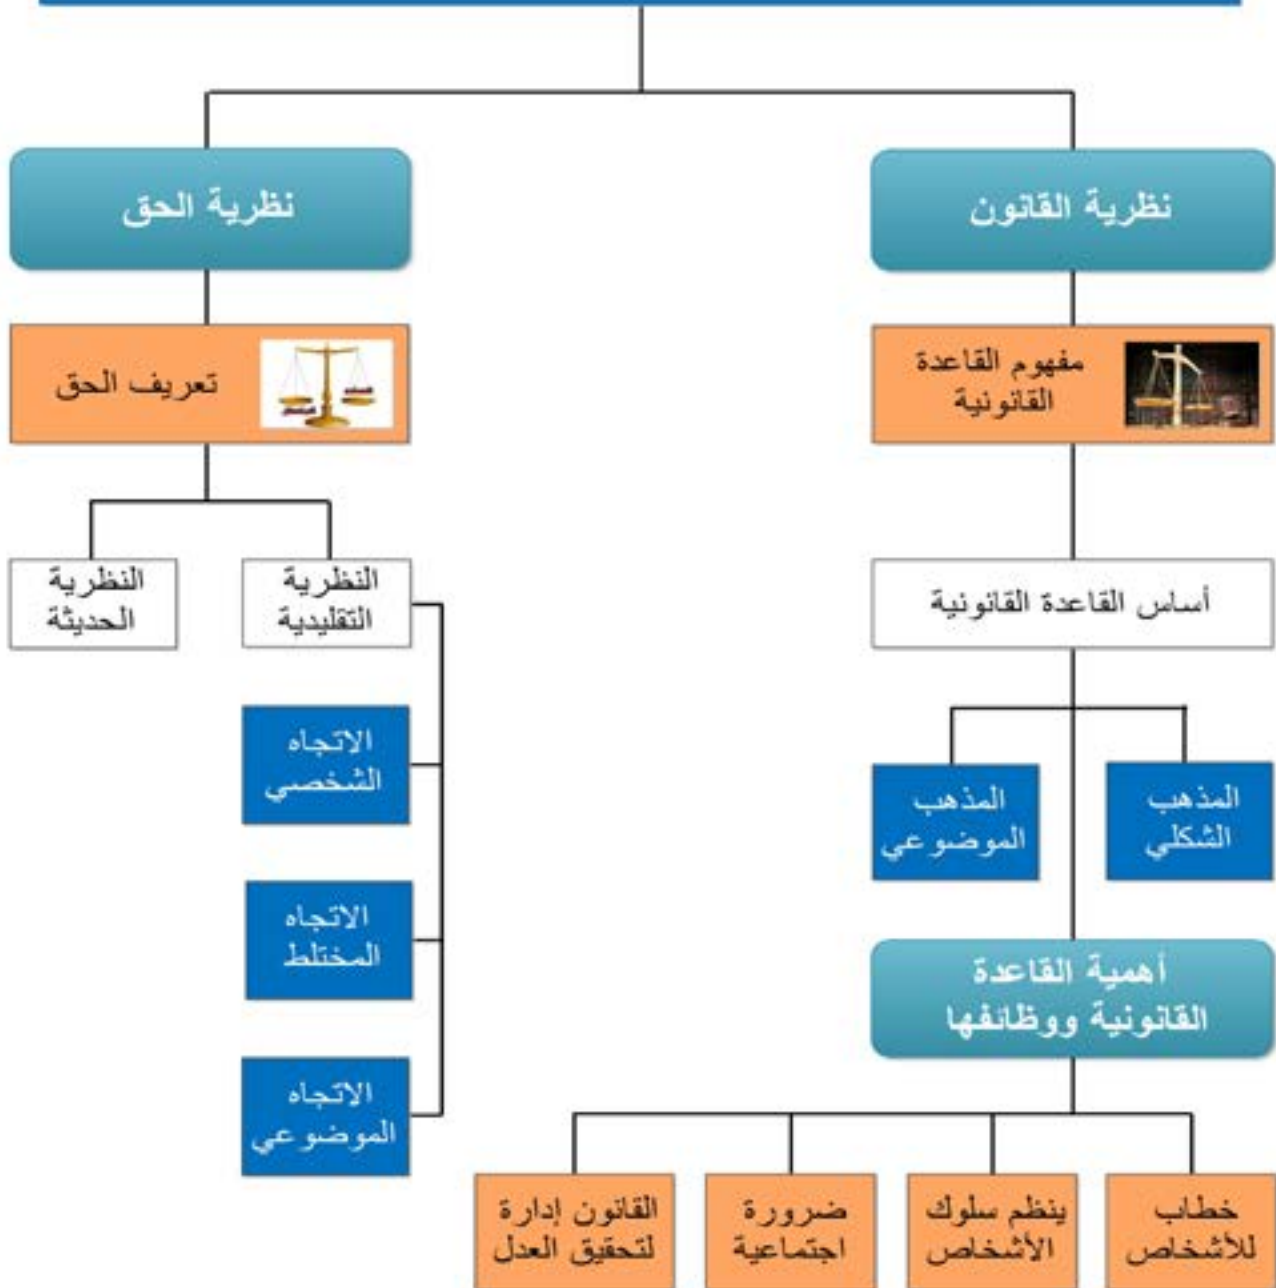 نظرية القانون
نظرية الحق
مفهوم القاعدة
القانونية
تعريف الحق
أساس القاعدة القانونية
النظرية
التقليدية
النظرية
الحديثة
المذهب
الشكلي
المذهب
الموضوعي
الاتجاه
الشخصي
الاتجاه
المختلط
الاتجاه
الموضوعي
أهمية القاعدة
القانونية ووظائفها
خطاب
للأشخاص
ينظم سلوك
الأشخاص
ضرورة
اجتماعية
القانون إدارة
لتحقيق العدل